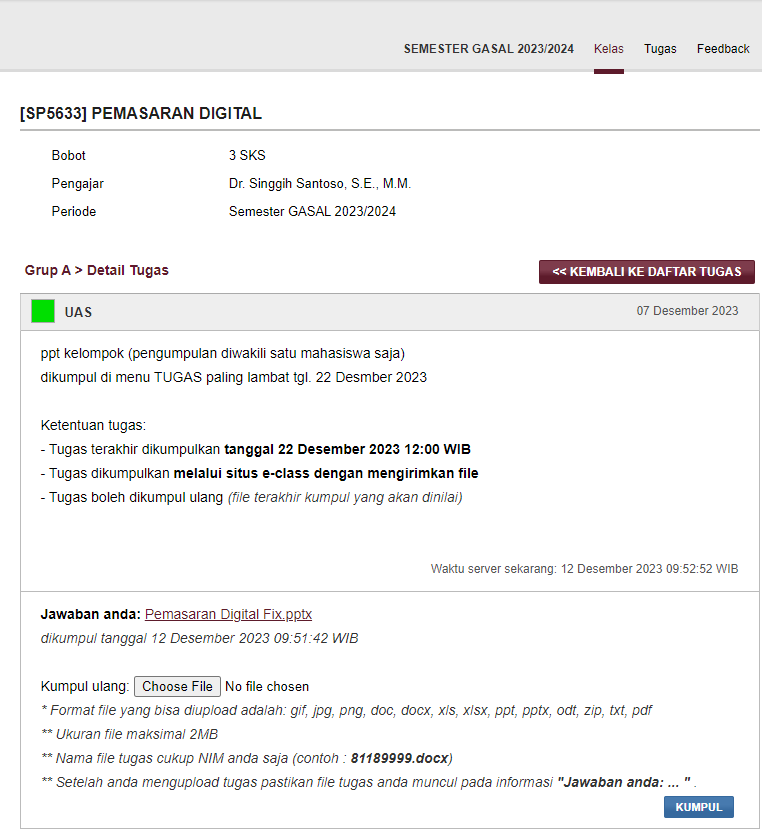 SEMESTER GASAL 2023/2024 Kelas Tugas Feedback
[SP5633] PEMASARAN DIGITAL
Bobot 3 SKS
Pengajar Dr. Singgih Santoso, S.E., M.M.
Periode Semester GASAL 2023/2024
Grup A > Detail Tugas << KEMBALI KE DAFTAR TUGAS
UAS 07 Desember 2023
ppt kelompok (pengumpulan diwakili satu mahasiswa saja)
dikumpul di menu TUGAS paling lambat tgl. 22 Desmber 2023
Ketentuan tugas:
- Tugas terakhir dikumpulkan tanggal 22 Desember 2023 12:00 WIB
- Tugas dikumpulkan melalui situs e-class dengan mengirimkan file
- Tugas boleh dikumpul ulang (file terakhir kumpul yang akan dinilai)
Waktu server sekarang: 12 Desember 2023 09:52:52 WIB
Jawaban anda: Pemasaran Digital Fix.pptx
dikumpul tanggal 12 Desember 2023 09:51:42 WIB
Kumpul ulang: Choose File No file chosen
* Format file yang bisa diupload adalah: gif, jpg, png, doc, docx, xls, xlsx, ppt, pptx, odt, zip, txt, pdf
** Ukuran file maksimal 2MB
** Nama file tugas cukup NIM anda saja (contoh : 81189999.docx)
** Setelah anda mengupload tugas pastikan file tugas anda muncul pada informasi "Jawaban anda: ... " .
KUMPUL